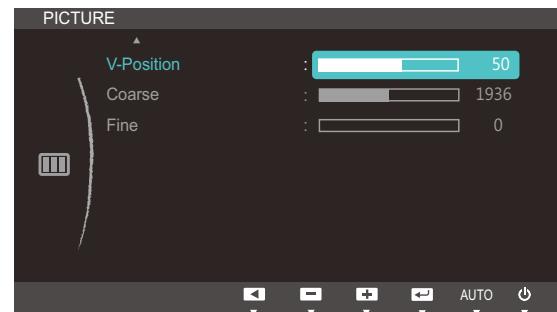 PICTURE
V-Position : 50
Coarse : 1936
Fine : 0
AUTO